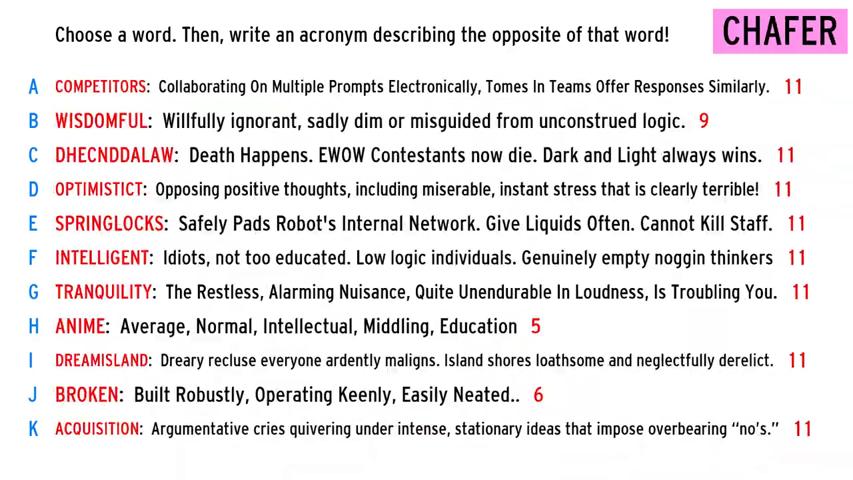 Choose a word. Then, write an acronym describing the opposite of that word!
CHAFER
A COMPETITORS: Collaborating On Multiple Prompts Electronically, Tomes In Teams Offer Responses Similarly. 11
B WISDOMFUL: Willfully ignorant, sadly dim or misguided from unconstrued logic. 9
C DHECNDDALAW: Death Happens. EWOW Contestants now die. Dark and Light always wins. 11
D OPTIMISTICT: Opposing positive thoughts, including miserable, instant stress that is clearly terrible! 11
E SPRINGLOCKS: Safely Pads Robot's Internal Network. Give Liquids Often. Cannot Kill Staff. 11
F INTELLIGENT: Idiots, not too educated. Low logic individuals. Genuinely empty noggin thinkers 11
G TRANQUILITY: The Restless, Alarming Nuisance, Quite Unendurable In Loudness, Is Troubling You. 11
H ANIME: Average, Normal, Intellectual, Middling, Education 5
I DREAMISLAND: Dreary recluse everyone ardently maligns. Island shores loathsome and neglectfully derelict. 11
J BROKEN: Built Robustly, Operating Keenly, Easily Neated.. 6
K ACQUISITION: Argumentative cries quivering under intense, stationary ideas that impose overbearing “no's.” 11